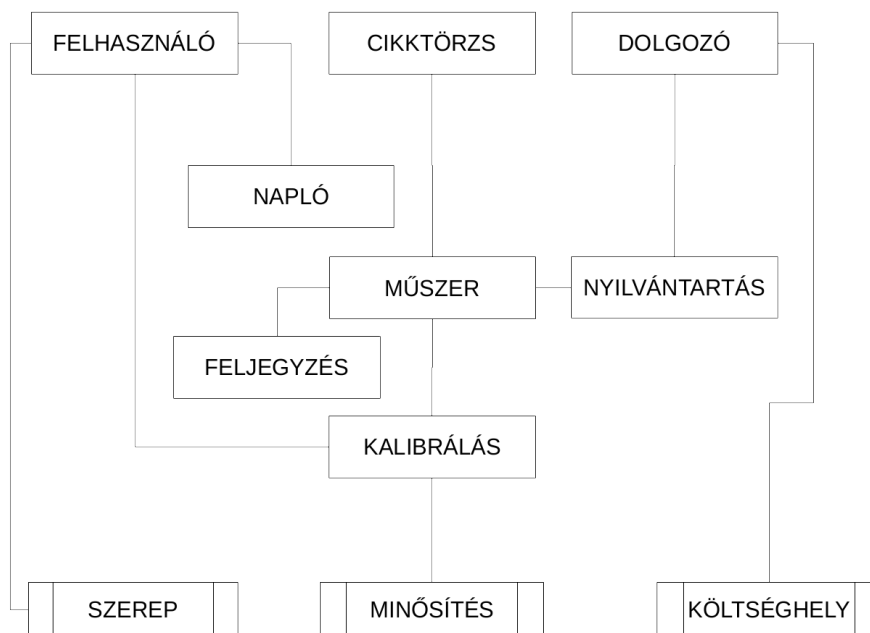 FELHASZNÁLÓ
CIKKTÖRZS
DOLGOZÓ
NAPLÓ
MŰSZER
NYILVÁNTARTÁS
FELJEGYZÉS
KALIBRÁLÁS
SZEREP
MINŐSÍTÉS
KÖLTSÉGHELY